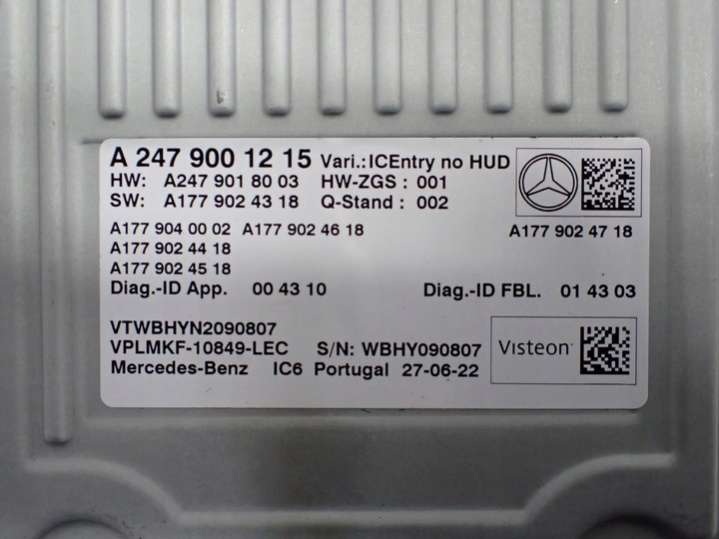 A 247 900 12 15 Vari.:ICEntry no HUD
HW: A247 901 80 03 HW-ZGS : 001
SW: A177 902 43 18 Q-Stand : 002
A177 904 00 02 A177 902 46 18 A177 902 47 18
A177 902 44 18
A177 902 45 18
Diag.-ID App. 00 43 10 Diag.-ID FBL. 01 43 03
VTWBHYN2090807
VPLMKF-10849-LEC S/N: WBHY090807 Visteon
Mercedes-Benz IC6 Portugal 27-06-22